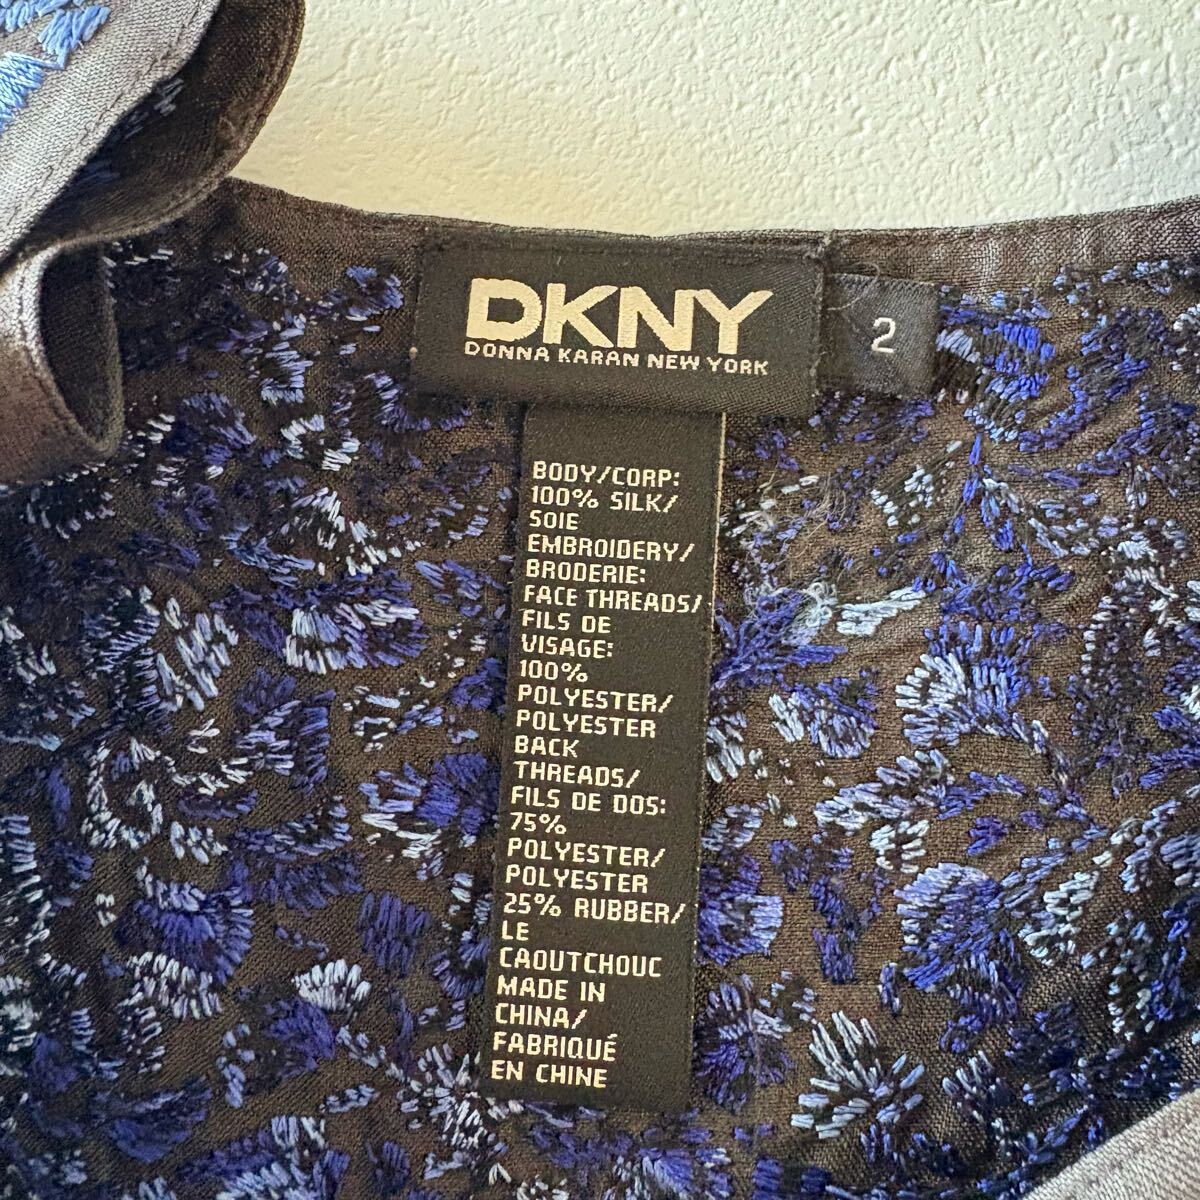 DKNY
DONNA KARAN NEW YORK
2
BODY/CORP:
100% SILK/
SOIE
EMBROIDERY/
BRODERIE:
FACE THREADS/
FILS DE
VISAGE:
100%
POLYESTER/
POLYESTER
BACK
THREADS/
FILS DE DOS:
75%
POLYESTER/
POLYESTER
25% RUBBER/
LE
CAOUTCHOUC
MADE IN
CHINA/
FABRIQUÉ
EN CHINE